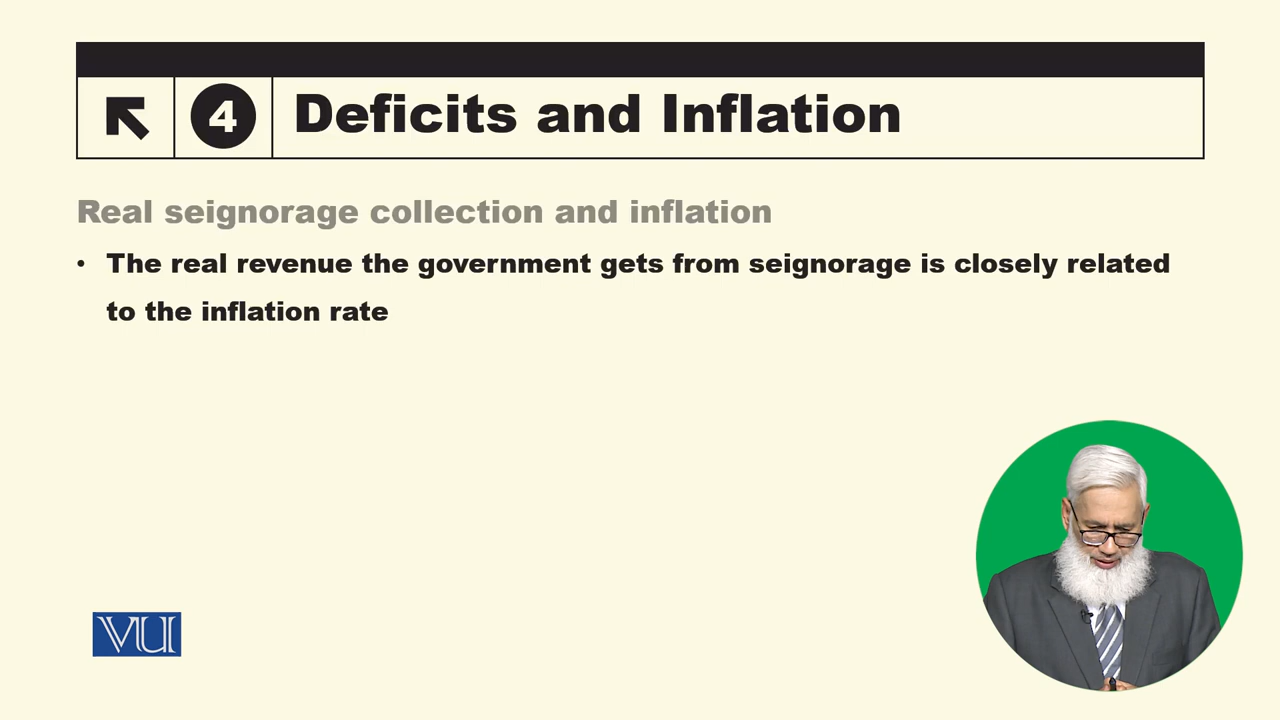 4 Deficits and Inflation
Real seignorage collection and inflation
• The real revenue the government gets from seignorage is closely related
to the inflation rate
VU